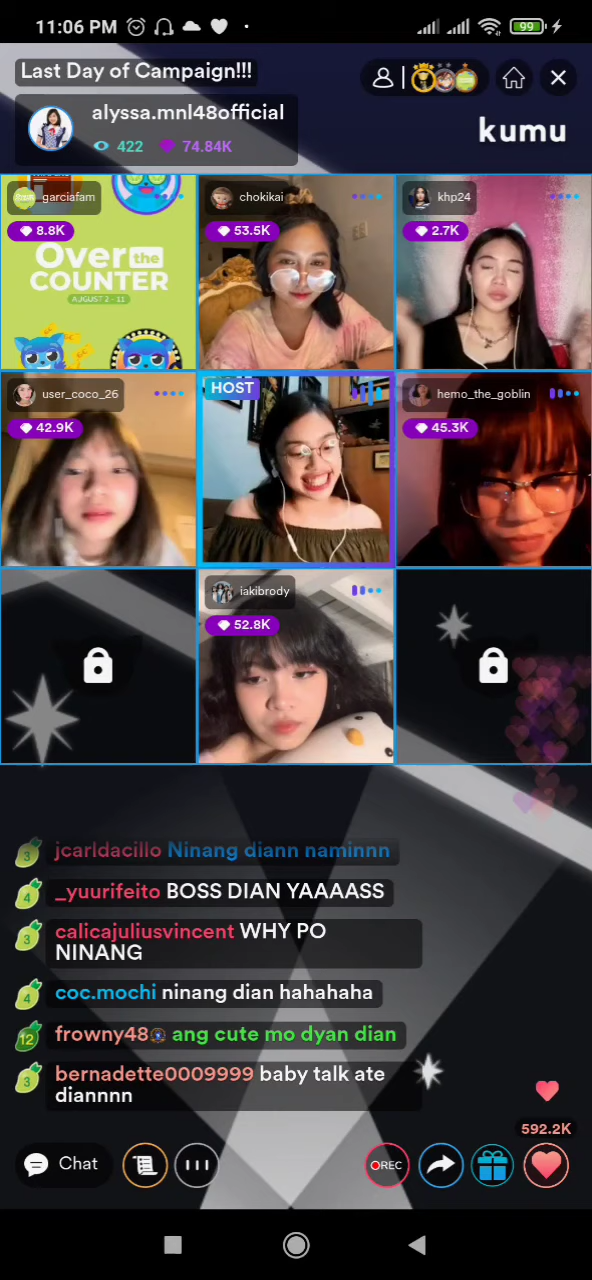 11:06 PM
99
Last Day of Campaign!!!
alyssa.mnl48official
422
74.84K
kumu
garciafam
8.8K
Over the
COUNTER
AUGUST 2 - 11
chokikai
53.5K
khp24
2.7K
user_coco_26
42.9K
HOST
hemo_the_goblin
45.3K
iakibrody
52.8K
3 jcarldacillo Ninang diann naminnn
4 _yuurifeito BOSS DIAN YAAAASS
3 calicajuliusvincent WHY PO
NINANG
4 coc.mochi ninang dian hahahaha
12 frowny48 ang cute mo dyan dian
3 bernadette0009999 baby talk ate
diannnn
592.2K
Chat
REC